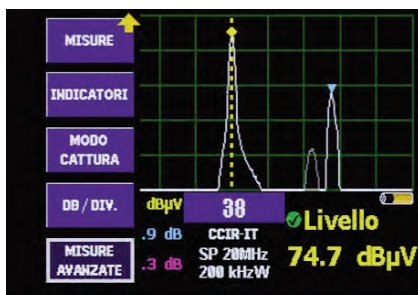 MISURE
INDICATORI
MODO
CATTURA
DB / DIV.
MISURE
AVANZATE
dBµV
38
.9 dB
CCIR-IT
Livello
.3 dB
SP 20MHz
200 kHzW
74.7 dBµV